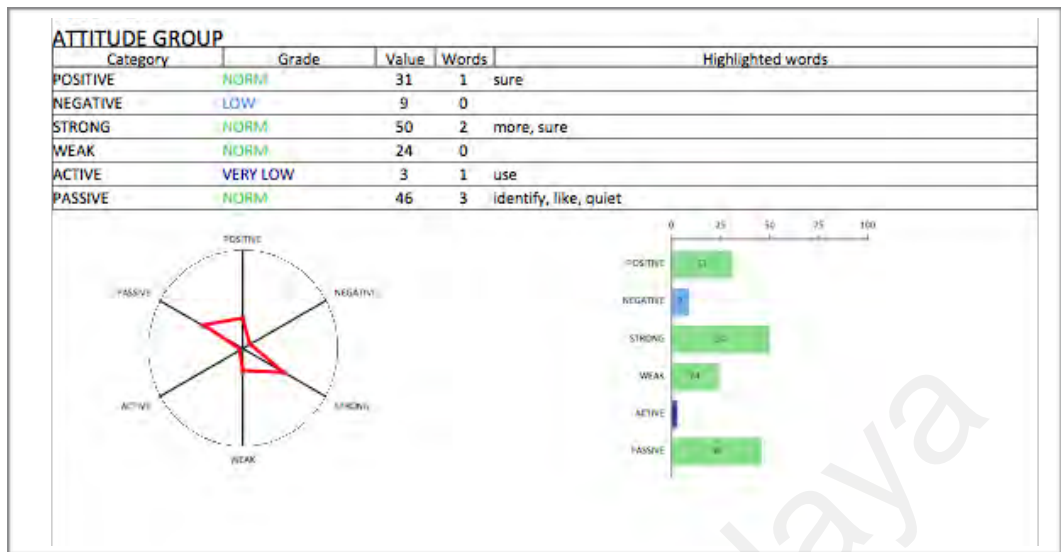 ATTITUDE GROUP
Category Grade Value Words Highlighted words
POSITIVE NORM 31 1 sure
NEGATIVE LOW 9 0
STRONG NORM 50 2 more, sure
WEAK NORM 24 0
ACTIVE VERY LOW 3 1 use
PASSIVE NORM 46 3 identify, like, quiet
POSITIVE
PASSIVE NEGATIVE
ACTIVE STRONG
WEAK
0 25 50 75 100
POSITIVE 31
NEGATIVE
STRONG
WEAK 24
ACTIVE
PASSIVE
laya